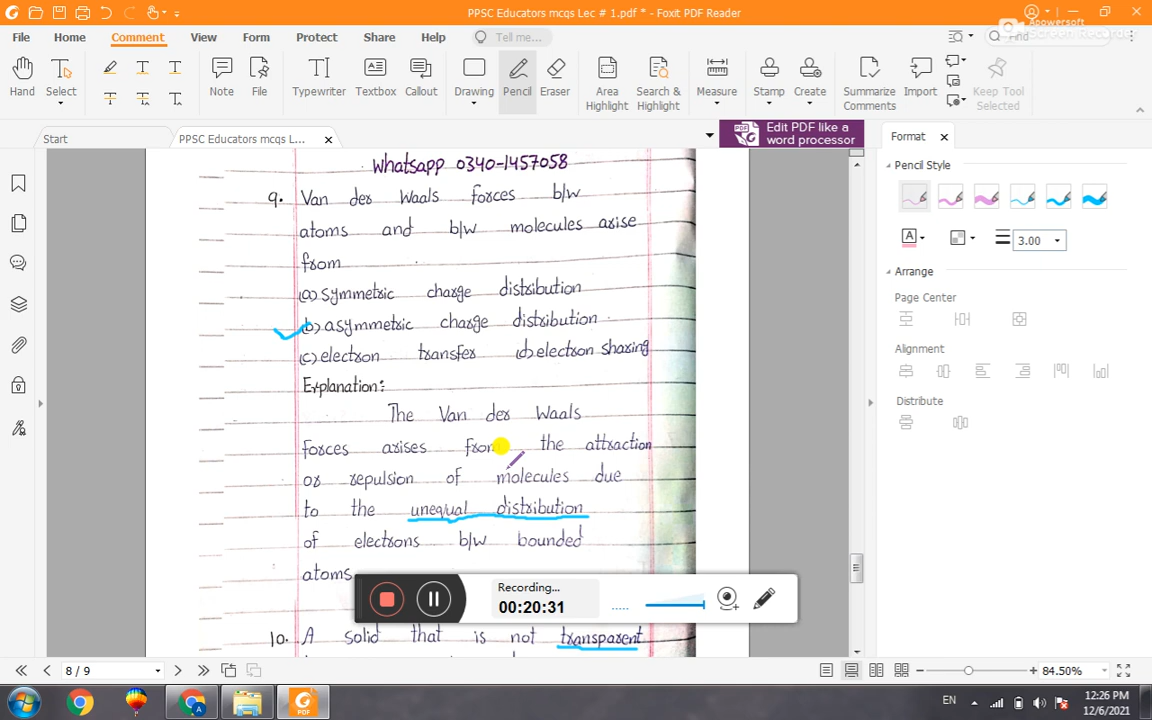 PPSC Educators mcqs Lec # 1.pdf * - Foxit PDF Reader
File Home Comment View Form Protect Share Help Tell me... Find
Apowersoft
Screen Recorder
Hand Select Note File Typewriter Textbox Callout Drawing Pencil Eraser Area Highlight Search & Highlight Measure Stamp Create Summarize Comments Import Keep Tool Selected
Start PPSC Educators mcqs L...
Edit PDF like a
word processor
Format
Pencil Style
3.00
Arrange
Page Center
Alignment
Distribute
Whatsapp 0340-1457058
9. Van der Waals forces b/w
atoms and b/w molecules arise
from
(a) Symmetric charge distribution
(b) asymmetric charge distribution
(c) electron transfer (d) electron sharing
Explanation:
The Van der Waals
forces arises from the attraction
or repulsion of molecules due
to the unequal distribution
of electrons b/w bounded
atoms
Recording...
00:20:31
10. A solid that is not transparent
8 / 9
84.50%
EN
12:26 PM
12/6/2021